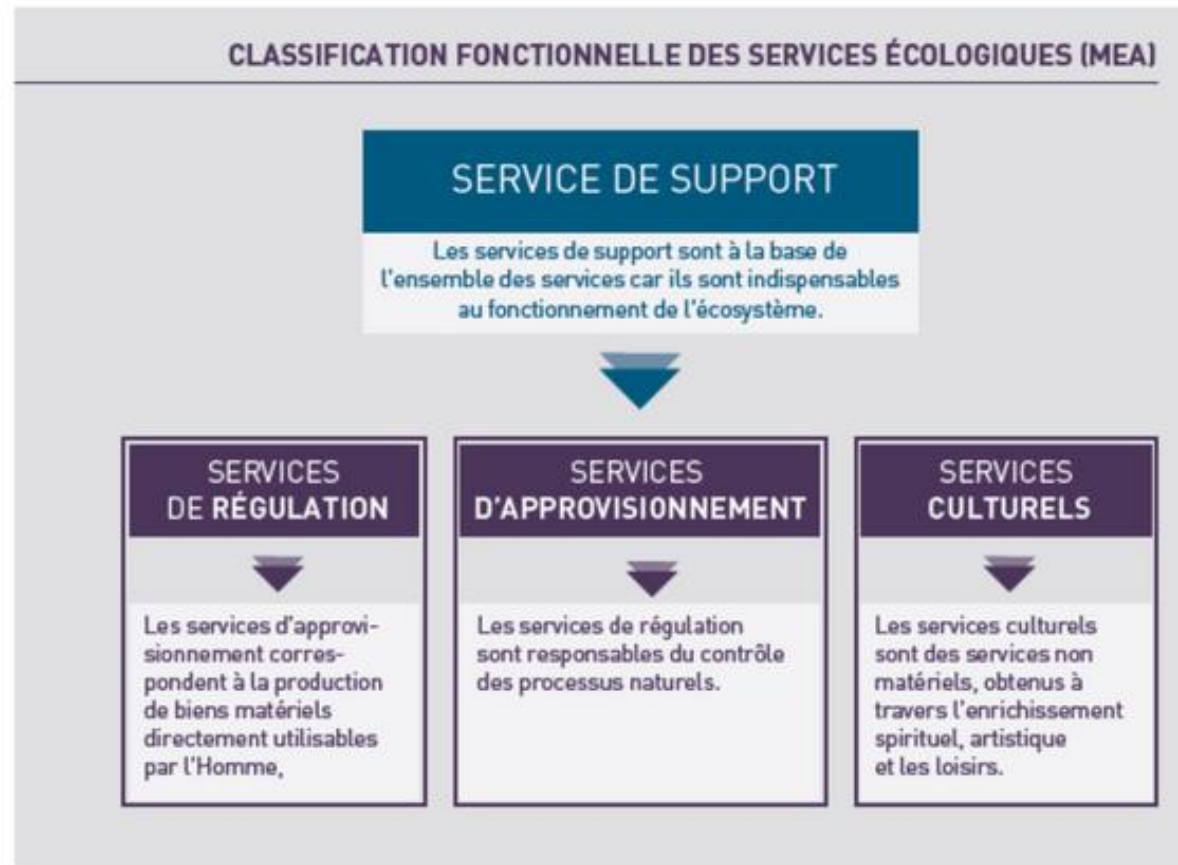 CLASSIFICATION FONCTIONNELLE DES SERVICES ÉCOLOGIQUES (MEA)
SERVICE DE SUPPORT
Les services de support sont à la base de
l'ensemble des services car ils sont indispensables
au fonctionnement de l'écosystème.
SERVICES
DE RÉGULATION
Les services d'approvi-
sionnement corres-
pondent à la production
de biens matériels
directement utilisables
par l'Homme,
SERVICES
D'APPROVISIONNEMENT
Les services de régulation
sont responsables du contrôle
des processus naturels.
SERVICES
CULTURELS
Les services culturels
sont des services non
matériels, obtenus à
travers l'enrichissement
spirituel, artistique
et les loisirs.